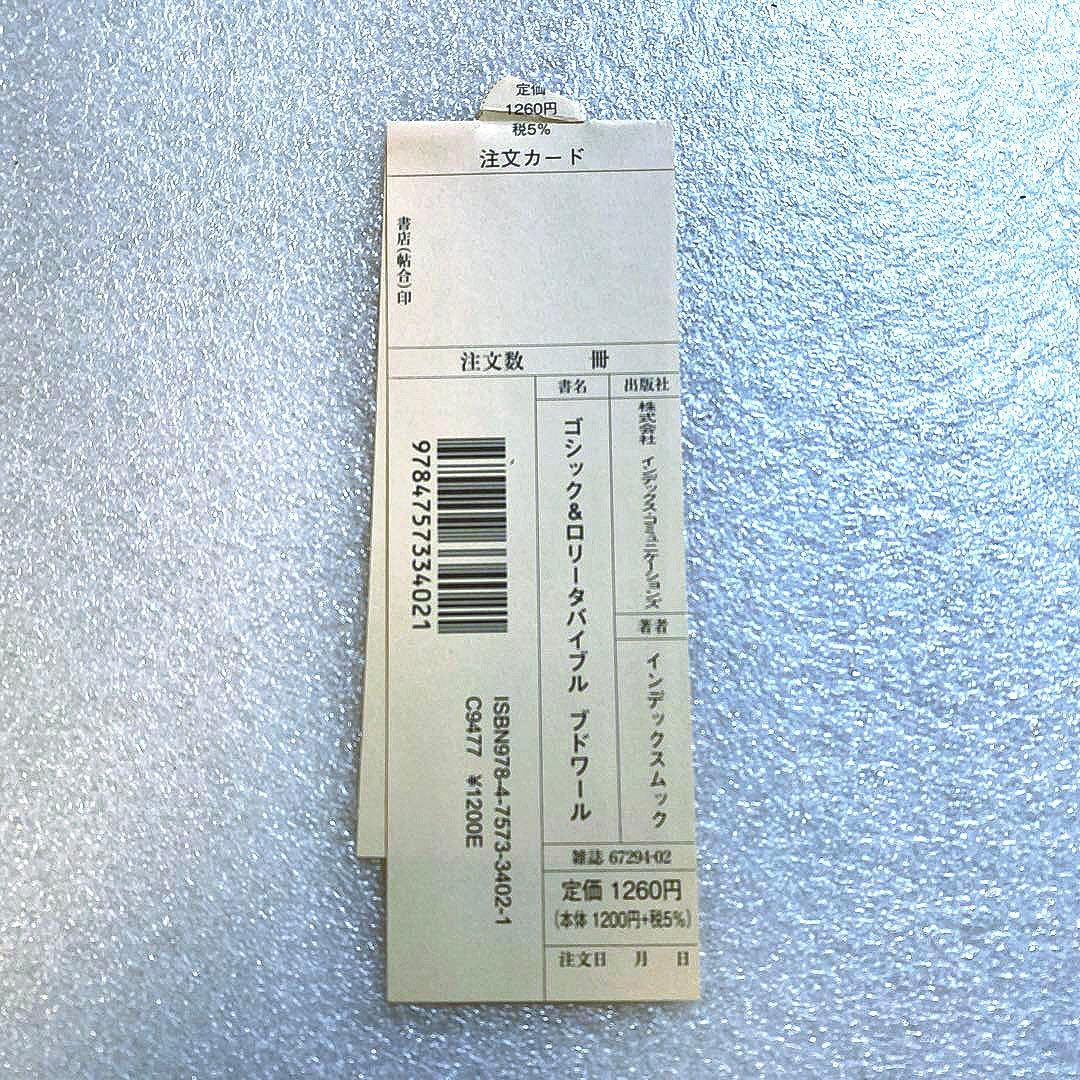 定価
1260円
税5%
注文カード
書店(帖合)印
注文数 冊
出版社
株式会社 インデックス・コミュニケーションズ
著者
インデックスムック
書名
ゴシック&ロリータバイブル ブドワール
9784757334021
ISBN978-4-7573-3402-1
C9477 ¥1200E
雑誌 67294-02
定価 1260円
(本体 1200円+税5%)
注文日 月 日